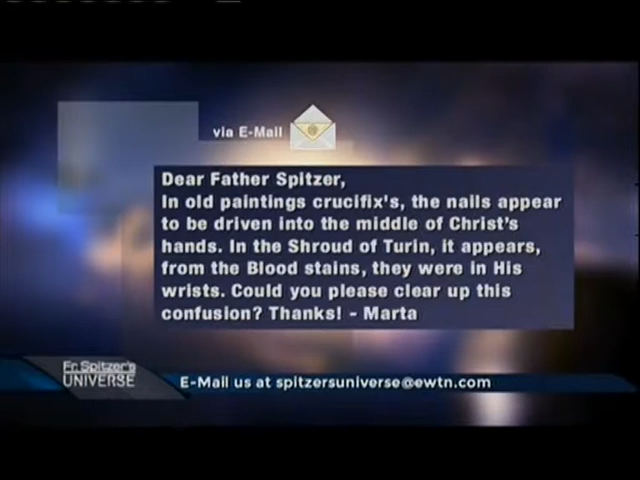 via E-Mail
Dear Father Spitzer,
In old paintings crucifix's, the nails appear
to be driven into the middle of Christ's
hands. In the Shroud of Turin, it appears,
from the Blood stains, they were in His
wrists. Could you please clear up this
confusion? Thanks! - Marta
Fr. Spitzer's
UNIVERSE
E-Mail us at spitzersuniverse@ewtn.com